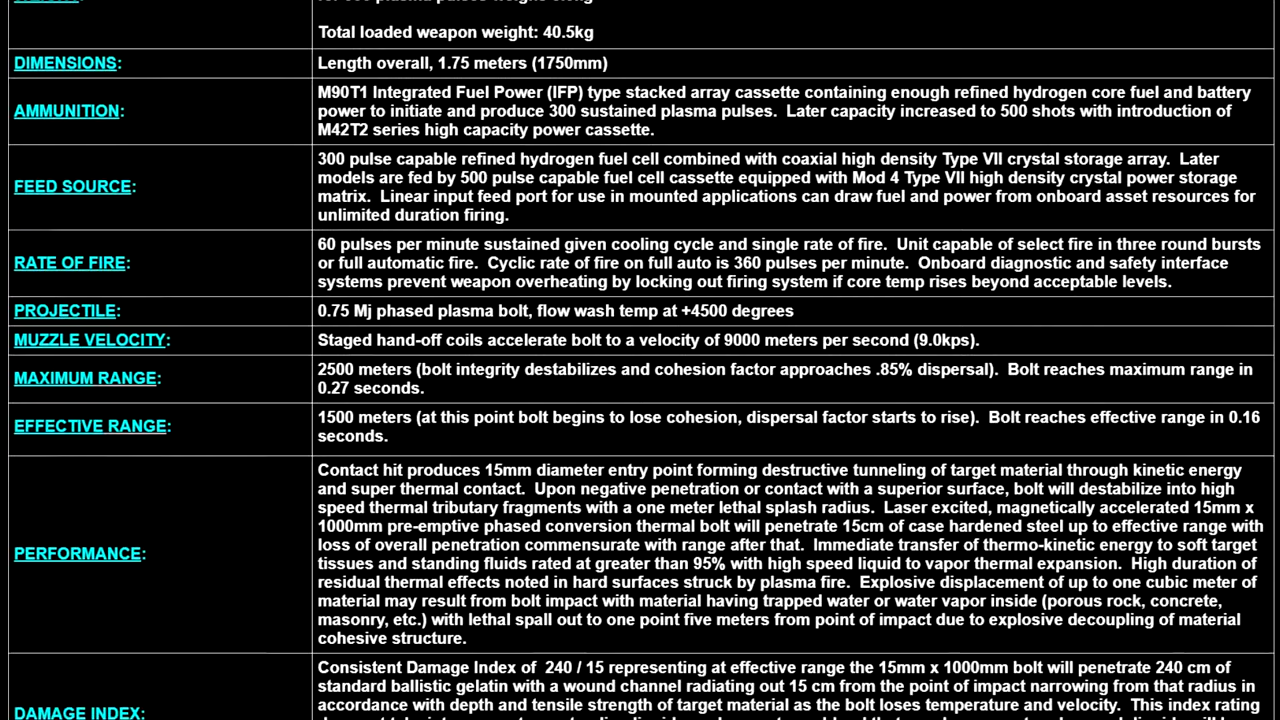 Total loaded weapon weight: 40.5kg
DIMENSIONS:
Length overall, 1.75 meters (1750mm)
AMMUNITION:
M90T1 Integrated Fuel Power (IFP) type stacked array cassette containing enough refined hydrogen core fuel and battery
power to initiate and produce 300 sustained plasma pulses.  Later capacity increased to 500 shots with introduction of
M42T2 series high capacity power cassette.
FEED SOURCE:
300 pulse capable refined hydrogen fuel cell combined with coaxial high density Type VII crystal storage array.  Later
models are fed by 500 pulse capable fuel cell cassette equipped with Mod 4 Type VII high density crystal power storage
matrix.  Linear input feed port for use in mounted applications can draw fuel and power from onboard asset resources for
unlimited duration firing.
RATE OF FIRE:
60 pulses per minute sustained given cooling cycle and single rate of fire.  Unit capable of select fire in three round bursts
or full automatic fire.  Cyclic rate of fire on full auto is 360 pulses per minute.  Onboard diagnostic and safety interface
systems prevent weapon overheating by locking out firing system if core temp rises beyond acceptable levels.
PROJECTILE:
0.75 Mj phased plasma bolt, flow wash temp at +4500 degrees
MUZZLE VELOCITY:
Staged hand-off coils accelerate bolt to a velocity of 9000 meters per second (9.0kps).
MAXIMUM RANGE:
2500 meters (bolt integrity destabilizes and cohesion factor approaches .85% dispersal).  Bolt reaches maximum range in
0.27 seconds.
EFFECTIVE RANGE:
1500 meters (at this point bolt begins to lose cohesion, dispersal factor starts to rise).  Bolt reaches effective range in 0.16
seconds.
PERFORMANCE:
Contact hit produces 15mm diameter entry point forming destructive tunneling of target material through kinetic energy
and super thermal contact.  Upon negative penetration or contact with a superior surface, bolt will destabilize into high
speed thermal tributary fragments with a one meter lethal splash radius.  Laser excited, magnetically accelerated 15mm x
1000mm pre-emptive phased conversion thermal bolt will penetrate 15cm of case hardened steel up to effective range with
loss of overall penetration commensurate with range after that.  Immediate transfer of thermo-kinetic energy to soft target
tissues and standing fluids rated at greater than 95% with high speed liquid to vapor thermal expansion.  High duration of
residual thermal effects noted in hard surfaces struck by plasma fire.  Explosive displacement of up to one cubic meter of
material may result from bolt impact with material having trapped water or water vapor inside (porous rock, concrete,
masonry, etc.) with lethal spall out to one point five meters from point of impact due to explosive decoupling of material
cohesive structure.
DAMAGE INDEX:
Consistent Damage Index of  240 / 15 representing at effective range the 15mm x 1000mm bolt will penetrate 240 cm of
standard ballistic gelatin with a wound channel radiating out 15 cm from the point of impact narrowing from that radius in
accordance with depth and tensile strength of target material as the bolt loses temperature and velocity.  This index rating